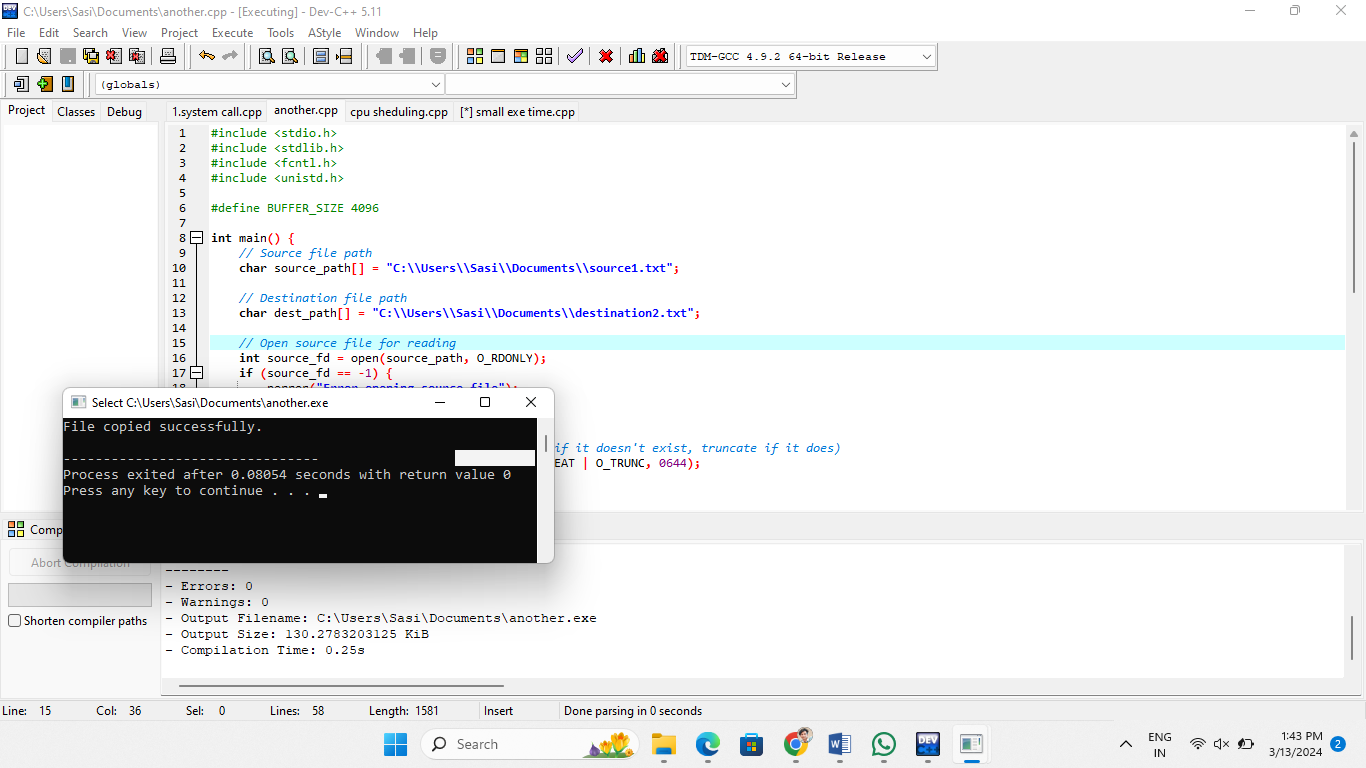 C:\Users\Sasi\Documents\another.cpp - [Executing] - Dev-C++ 5.11
File Edit Search View Project Execute Tools AStyle Window Help
TDM-GCC 4.9.2 64-bit Release
(globals)
Project Classes Debug
1.system call.cpp another.cpp cpu sheduling.cpp [*] small exe time.cpp
1 #include <stdio.h>
2 #include <stdlib.h>
3 #include <fcntl.h>
4 #include <unistd.h>
5
6 #define BUFFER_SIZE 4096
7
8 int main() {
9 // Source file path
10 char source_path[] = "C:\\Users\\Sasi\\Documents\\source1.txt";
11
12 // Destination file path
13 char dest_path[] = "C:\\Users\\Sasi\\Documents\\destination2.txt";
14
15 // Open source file for reading
16 int source_fd = open(source_path, O_RDONLY);
17 if (source_fd == -1) {
18 perror("Error opening source file");
if it doesn't exist, truncate if it does)
EAT | O_TRUNC, 0644);
Select C:\Users\Sasi\Documents\another.exe
File copied successfully.
--------------------------------
Process exited after 0.08054 seconds with return value 0
Press any key to continue . . .
Comp
Abort Compilation
Shorten compiler paths
--------
- Errors: 0
- Warnings: 0
- Output Filename: C:\Users\Sasi\Documents\another.exe
- Output Size: 130.2783203125 KiB
- Compilation Time: 0.25s
Line: 15 Col: 36 Sel: 0 Lines: 58 Length: 1581 Insert Done parsing in 0 seconds
Search
DEV
ENG
IN
1:43 PM
3/13/2024
2